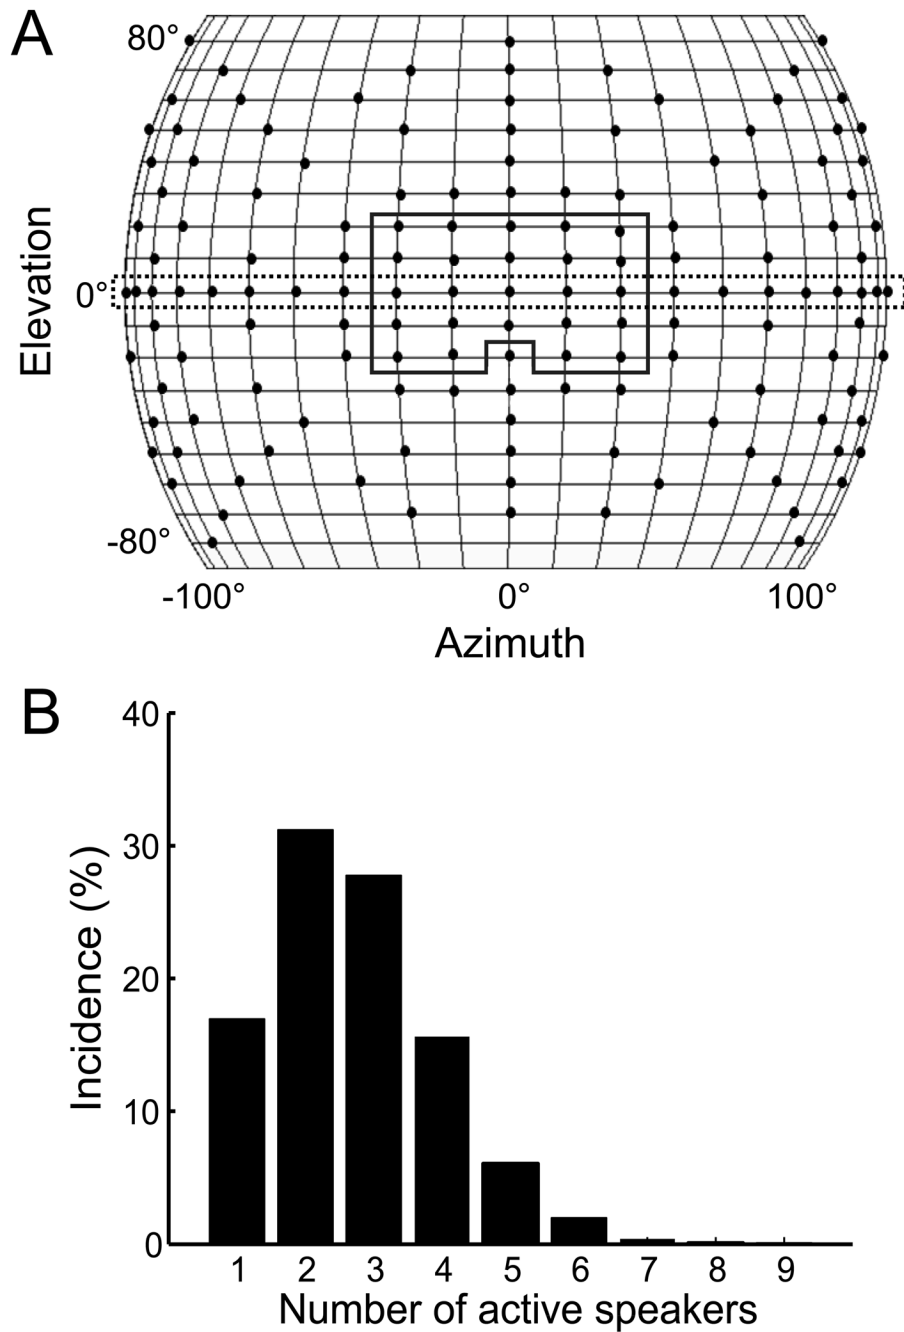 A
80°
Elevation
0°
-80°
-100° 0° 100°
Azimuth
B
40
30
Incidence (%)
20
10
0
1 2 3 4 5 6 7 8 9
Number of active speakers